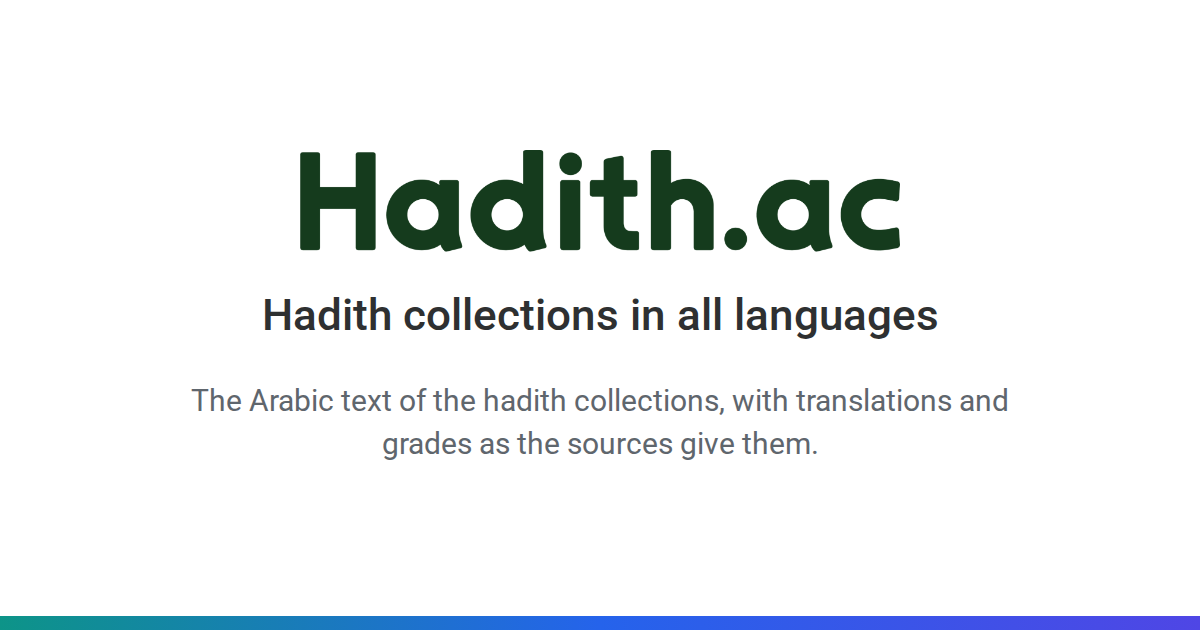 Hadith.ac
Hadith collections in all languages
The Arabic text of the hadith collections, with translations and
grades as the sources give them.